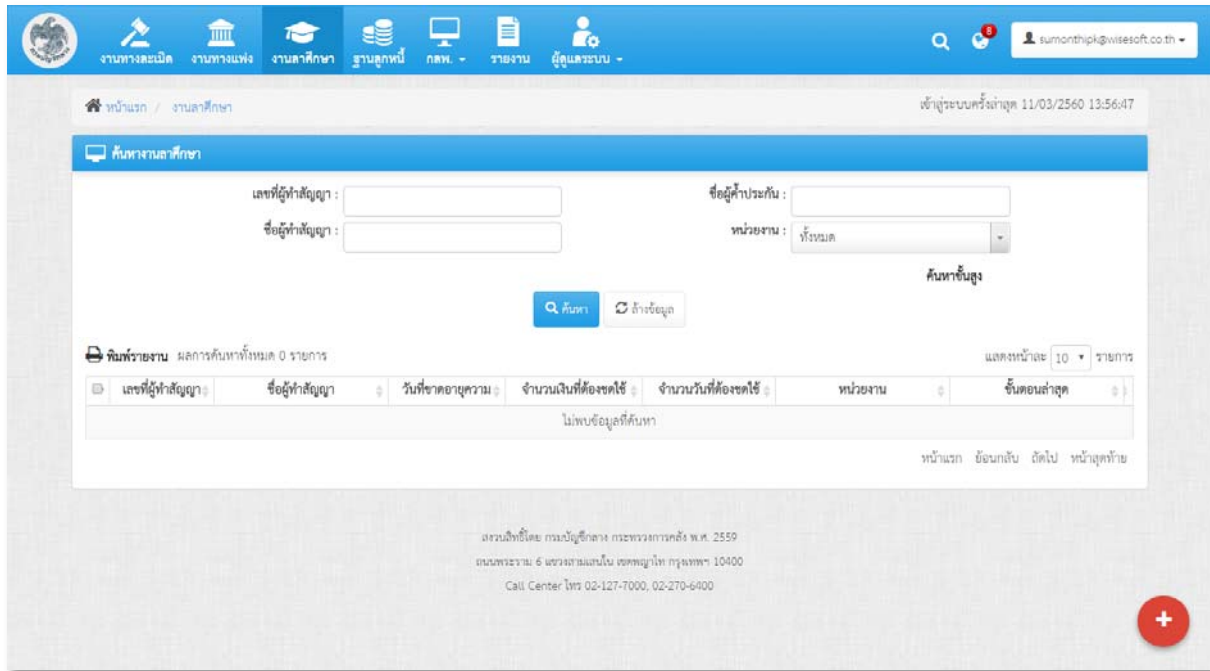 งานทางละเมิด งานทางแพ่ง งานลาศึกษา ฐานลูกหนี้ กลพ. รายงาน ผู้ดูแลระบบ 8 sumonthipk@wisesoft.co.th
หน้าแรก / งานลาศึกษา เข้าสู่ระบบครั้งล่าสุด 11/03/2560 13:56:47
ค้นหางานลาศึกษา
เลขที่ผู้ทำสัญญา : ชื่อผู้ค้ำประกัน :
ชื่อผู้ทำสัญญา : หน่วยงาน : ทั้งหมด
ค้นหาขั้นสูง
ค้นหา ล้างข้อมูล
พิมพ์รายงาน ผลการค้นหาทั้งหมด 0 รายการ แสดงหน้าละ 10 รายการ
เลขที่ผู้ทำสัญญา ชื่อผู้ทำสัญญา วันที่ขาดอายุความ จำนวนเงินที่ต้องชดใช้ จำนวนวันที่ต้องชดใช้ หน่วยงาน ขั้นตอนล่าสุด
ไม่พบข้อมูลที่ค้นหา
หน้าแรก ย้อนกลับ ถัดไป หน้าสุดท้าย
สงวนสิทธิ์โดย กรมบัญชีกลาง กระทรวงการคลัง พ.ศ. 2559
ถนนพระราม 6 แขวงสามเสนใน เขตพญาไท กรุงเทพฯ 10400
Call Center โทร 02-127-7000, 02-270-6400